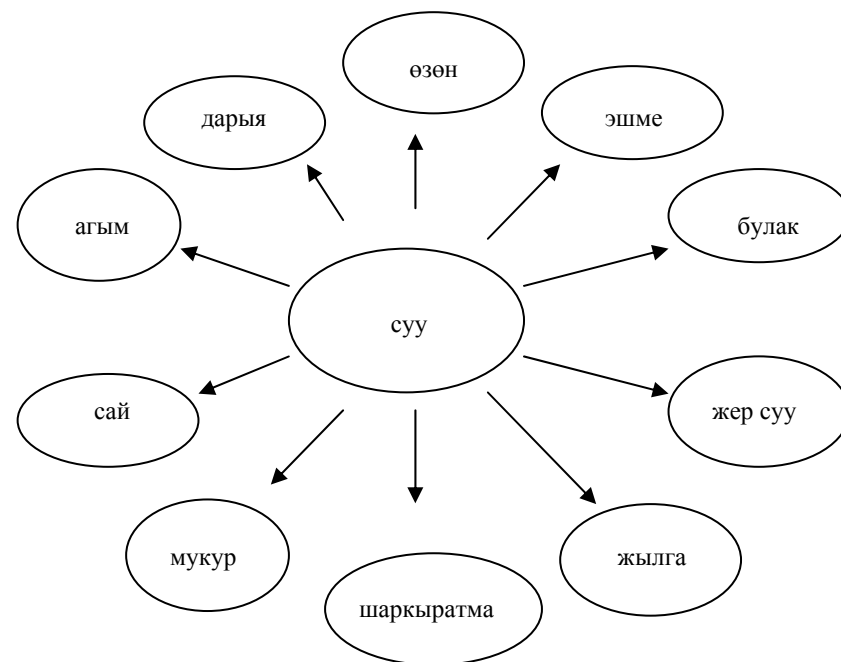 өзөн
дарыя
эшме
агым
булак
суу
сай
жер суу
мукур
жылга
шаркыратма